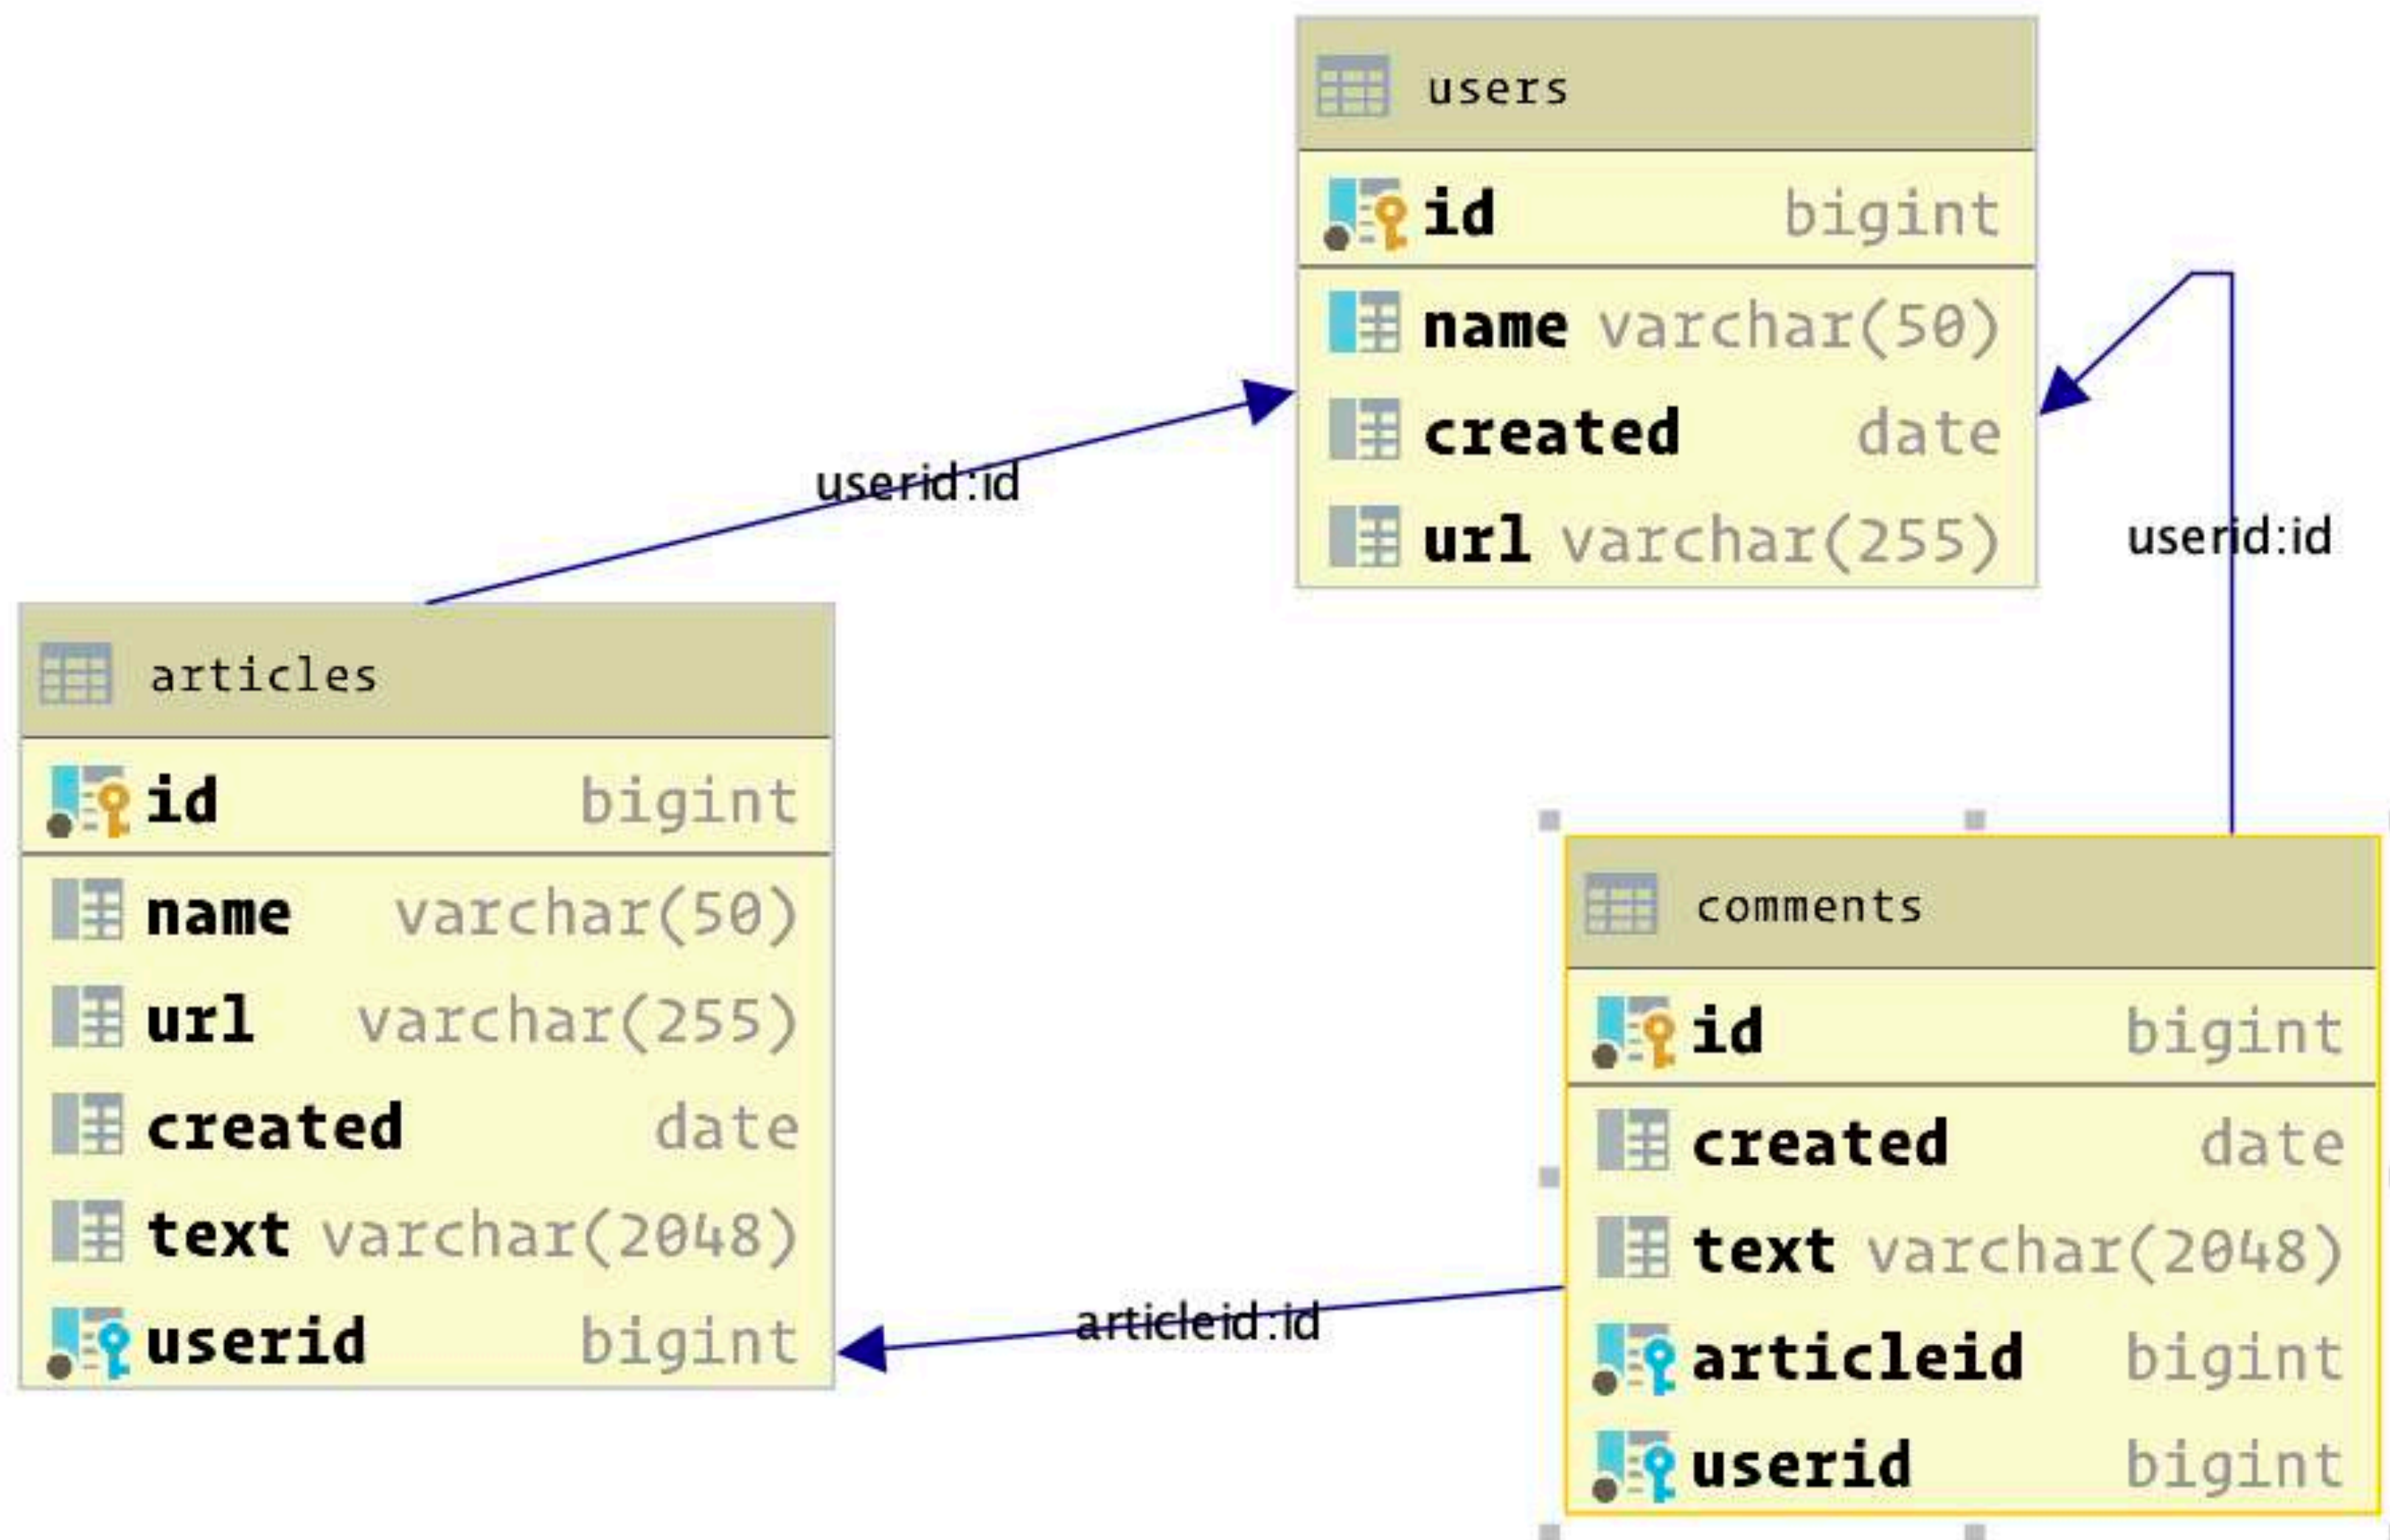 users
id bigint
name varchar(50)
created date
url varchar(255)
userid:id
userid:id
articles
id bigint
name varchar(50)
url varchar(255)
created date
text varchar(2048)
userid bigint
comments
id bigint
created date
text varchar(2048)
articleid bigint
userid bigint
articleid:id